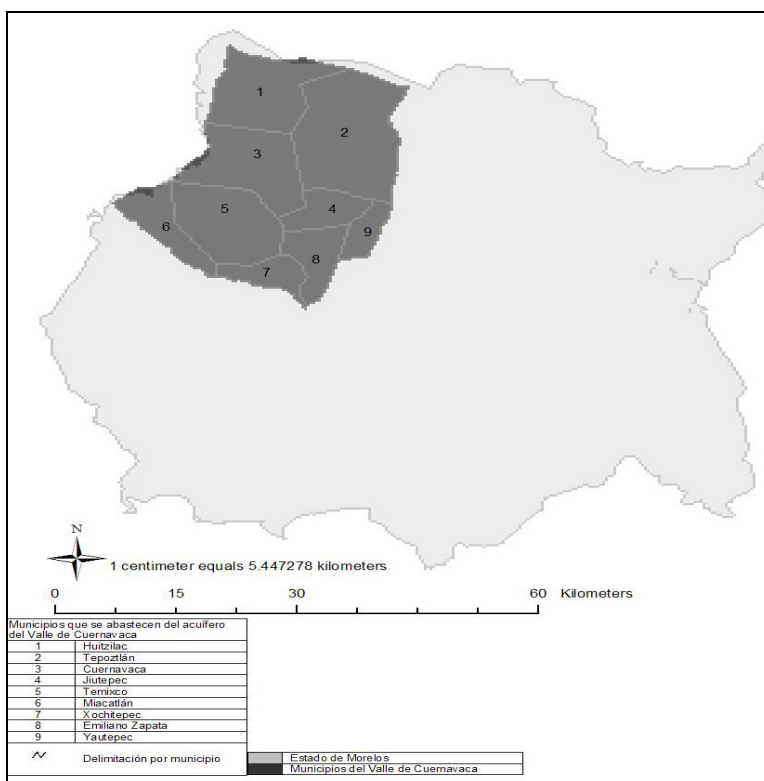 1
2
3
4
5
6
9
8
7
N
1 centimeter equals 5.447278 kilometers
0 15 30 60 Kilometers
Municipios que se abastecen del acuífero
del Valle de Cuernavaca
1 Huitzilac
2 Tepoztlán
3 Cuernavaca
4 Jiutepec
5 Temixco
6 Miacatlán
7 Xochitepec
8 Emiliano Zapata
9 Yautepec
Delimitación por municipio
Estado de Morelos
Municipios del Valle de Cuernavaca